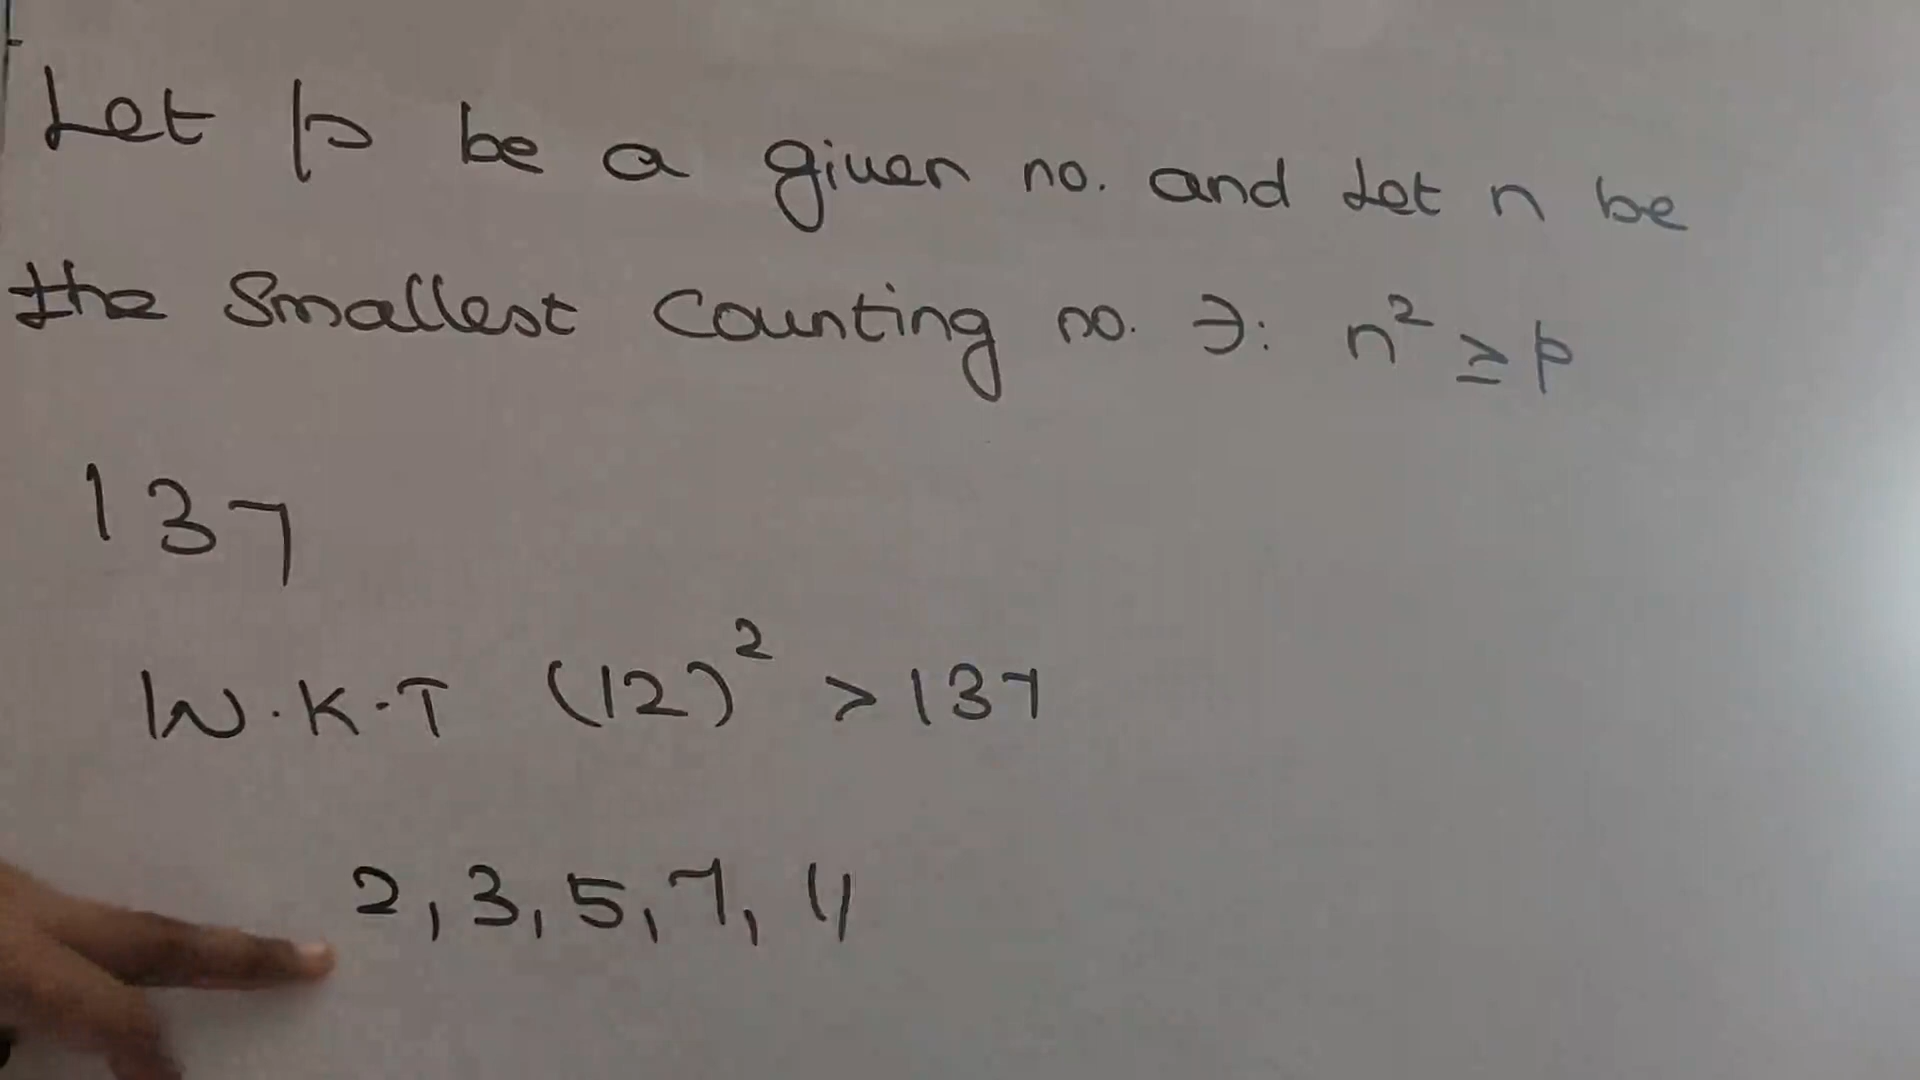 Let p be a given no. and let n be
the smallest counting no. ∋: n² ≥ p
137
W.K.T (12)² > 137
2, 3, 5, 7, 11